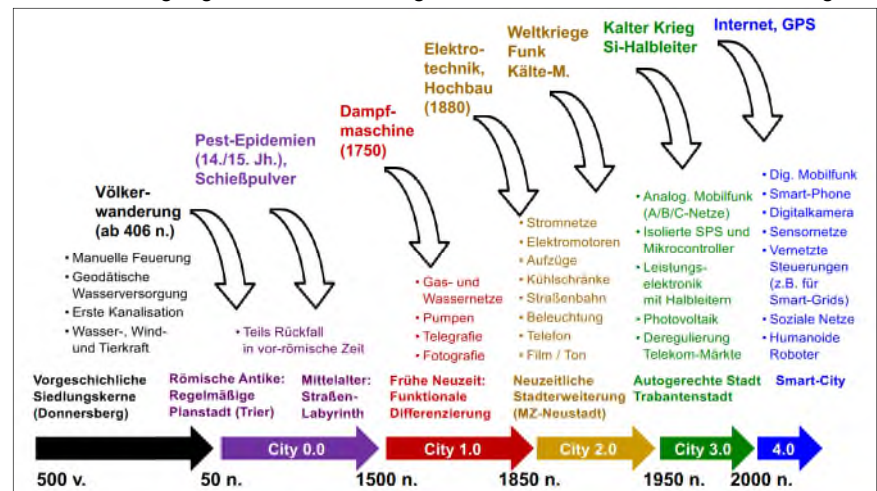 Völker-
wanderung
(ab 406 n.)
• Manuelle Feuerung
• Geodätische
Wasserversorgung
• Erste Kanalisation
• Wasser-, Wind-
und Tierkraft
Pest-Epidemien
(14./15. Jh.),
Schießpulver
• Teils Rückfall
in vor-römische Zeit
Dampf-
maschine
(1750)
• Gas- und
Wassernetze
• Pumpen
• Telegrafie
• Fotografie
Elektro-
technik,
Hochbau
(1880)
Weltkriege
Funk
Kälte-M.
• Stromnetze
• Elektromotoren
• Aufzüge
• Kühlschränke
• Straßenbahn
• Beleuchtung
• Telefon
• Film / Ton
Kalter Krieg
Si-Halbleiter
• Analog. Mobilfunk
(A/B/C-Netze)
• Isolierte SPS und
Mikrocontroller
• Leistungs-
elektronik
mit Halbleitern
• Photovoltaik
• Deregulierung
Telekom-Märkte
Internet, GPS
• Dig. Mobilfunk
• Smart-Phone
• Digitalkamera
• Sensornetze
• Vernetzte
Steuerungen
(z.B. für
Smart-Grids)
• Soziale Netze
• Humanoide
Roboter
Vorgeschichliche
Siedlungskerne
(Donnersberg)
Römische Antike:
Regelmäßige
Planstadt (Trier)
Mittelalter:
Straßen-
Labyrinth
Frühe Neuzeit:
Funktionale
Differenzierung
Neuzeitliche
Stadterweiterung
(MZ-Neustadt)
Autogerechte Stadt
Trabantenstadt
Smart-City
City 0.0
City 1.0
City 2.0
City 3.0
4.0
500 v.
50 n.
1500 n.
1850 n.
1950 n.
2000 n.